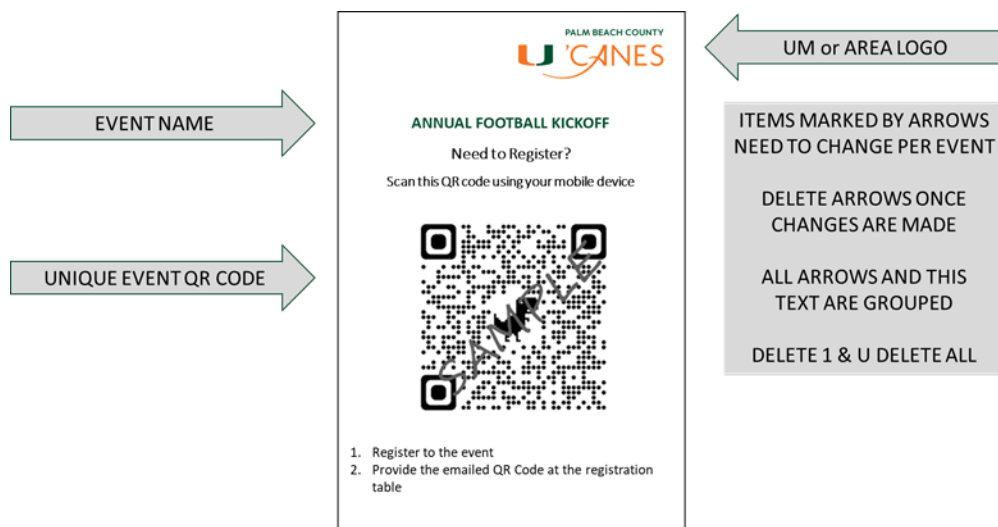 PALM BEACH COUNTY
U 'CANES
UM or AREA LOGO
EVENT NAME
ANNUAL FOOTBALL KICKOFF
Need to Register?
Scan this QR code using your mobile device
ITEMS MARKED BY ARROWS
NEED TO CHANGE PER EVENT
DELETE ARROWS ONCE
CHANGES ARE MADE
ALL ARROWS AND THIS
TEXT ARE GROUPED
DELETE 1 & U DELETE ALL
UNIQUE EVENT QR CODE
SAMPLE
1. Register to the event
2. Provide the emailed QR Code at the registration
table